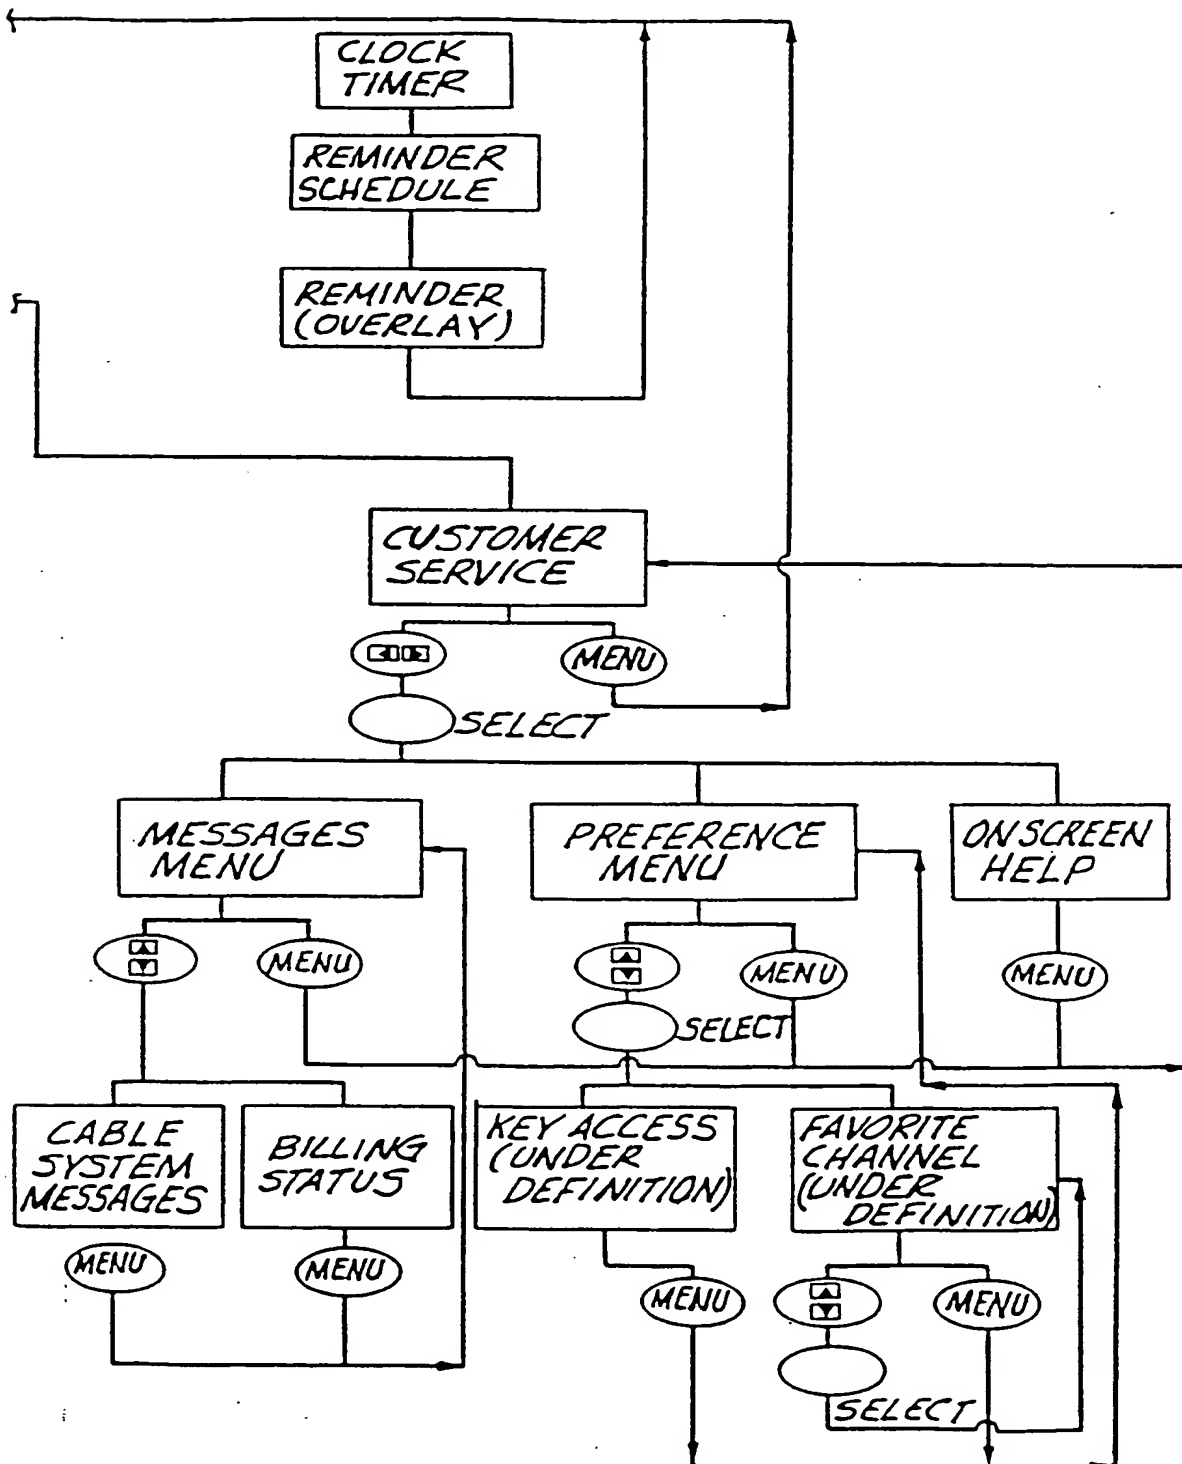 CLOCK
TIMER
REMINDER
SCHEDULE
REMINDER
(OVERLAY)
CUSTOMER
SERVICE
MENU
SELECT
MESSAGES
MENU
PREFERENCE
MENU
ON SCREEN
HELP
MENU
MENU
MENU
SELECT
CABLE
SYSTEM
MESSAGES
BILLING
STATUS
KEY ACCESS
(UNDER
DEFINITION)
FAVORITE
CHANNEL
(UNDER
DEFINITION)
MENU
MENU
MENU
MENU
SELECT